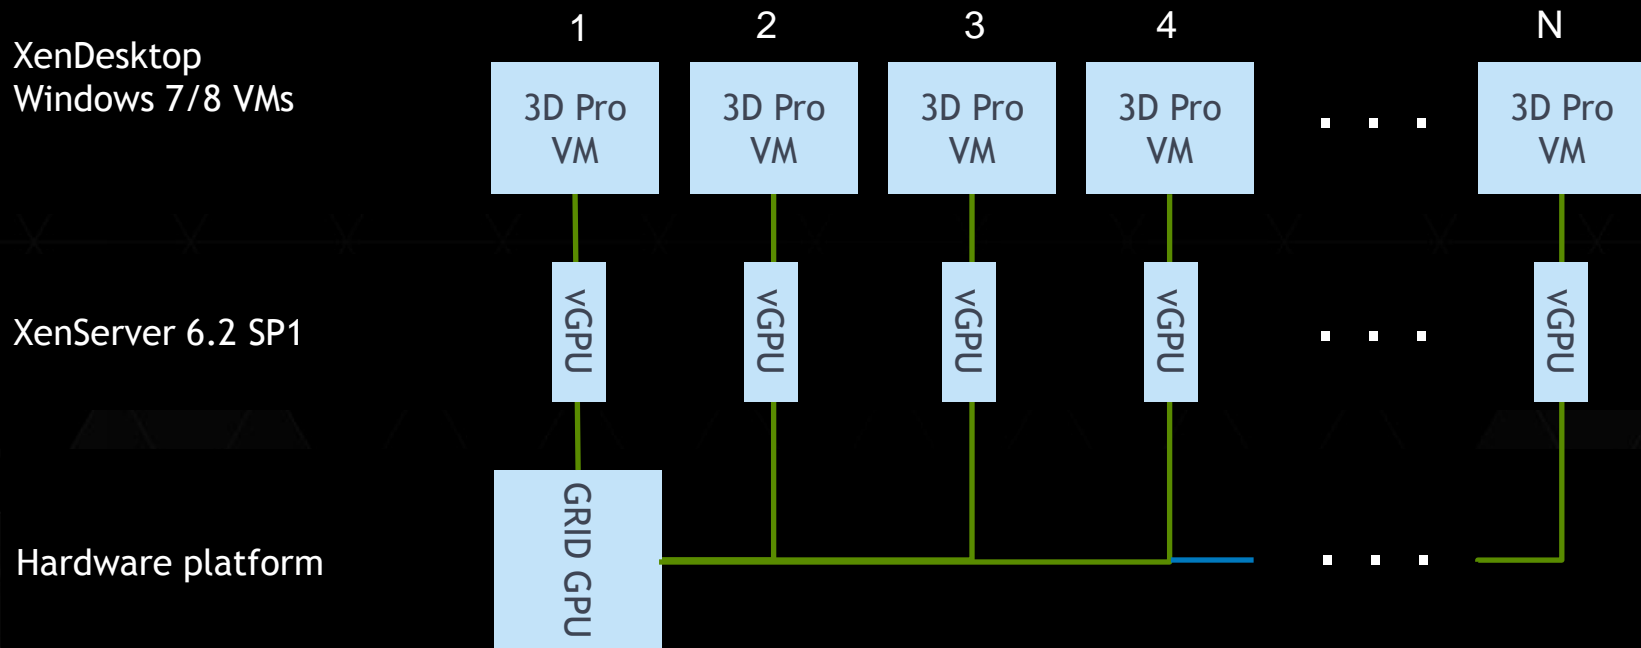 1 2 3 4 N
XenDesktop
Windows 7/8 VMs
3D Pro
VM
3D Pro
VM
3D Pro
VM
3D Pro
VM
. . .
3D Pro
VM
XenServer 6.2 SP1
vGPU
vGPU
vGPU
vGPU
. . .
vGPU
Hardware platform
GRID GPU
. . .